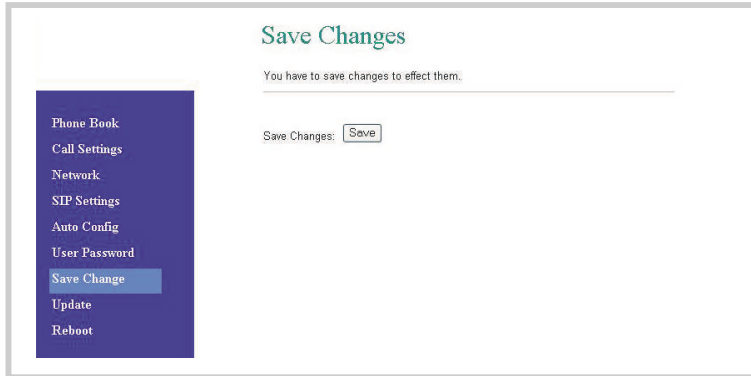 Save Changes
You have to save changes to effect them.
Save Changes: Save
Phone Book
Call Settings
Network
SIP Settings
Auto Config
User Password
Save Change
Update
Reboot